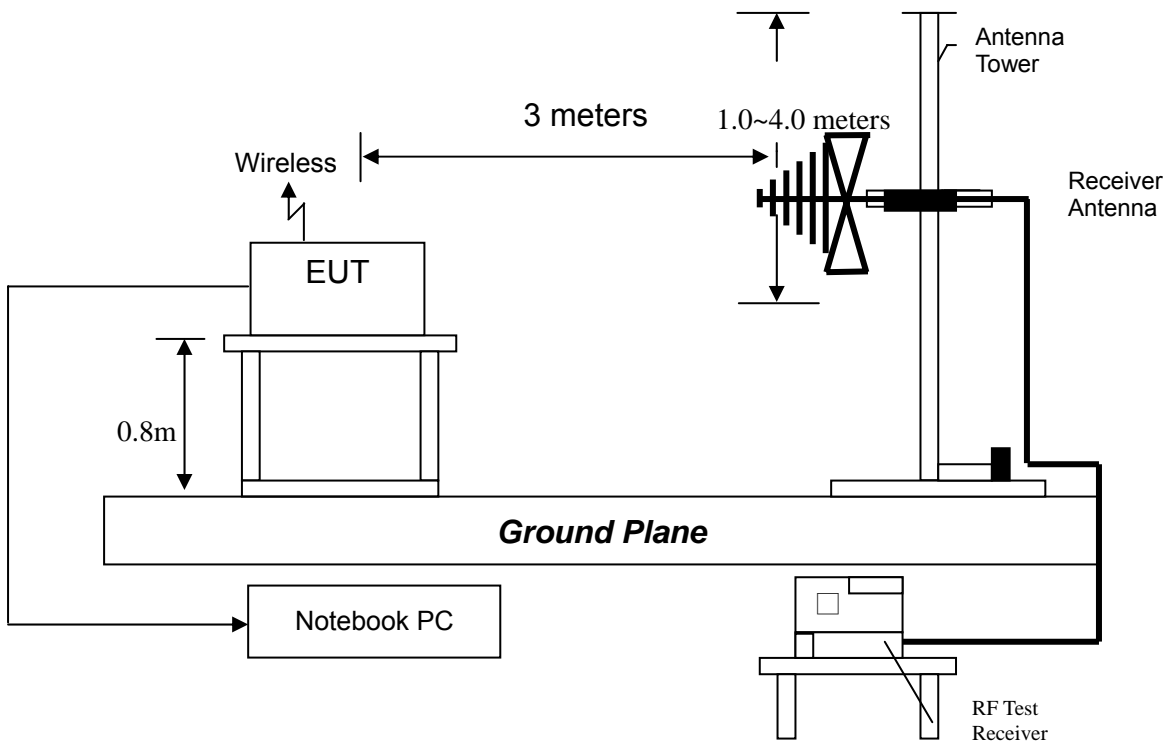 Antenna
Tower
3 meters
1.0~4.0 meters
Wireless
Receiver
Antenna
EUT
0.8m
Ground Plane
Notebook PC
RF Test
Receiver